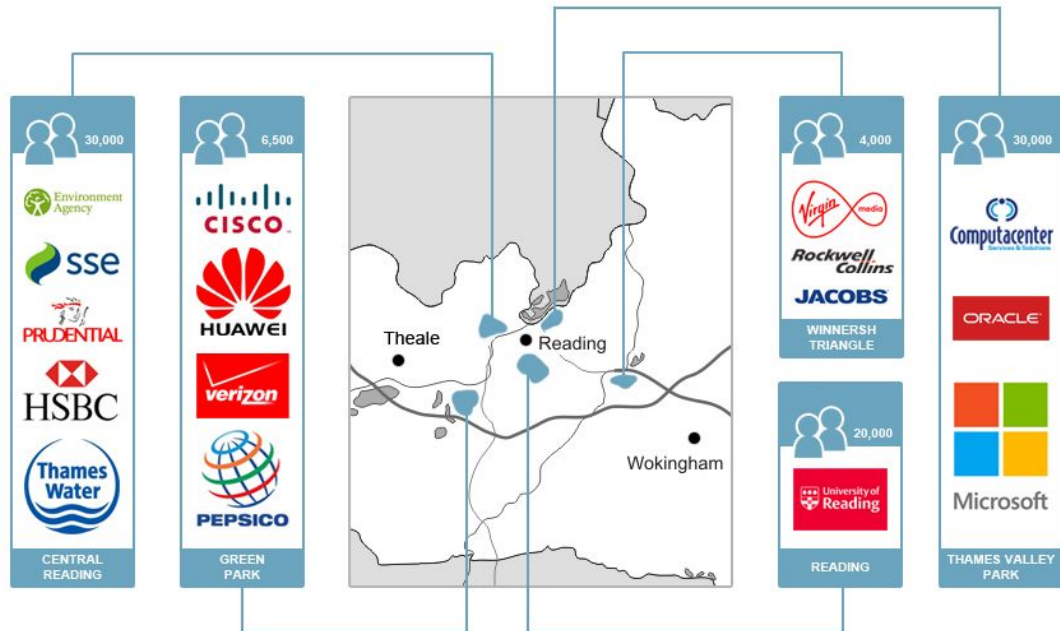 30,000
Environment
Agency
sse
PRUDENTIAL
HSBC
Thames
Water
CENTRAL
READING
6,500
CISCO
HUAWEI
verizon
PEPSICO
GREEN
PARK
Theale
Reading
Wokingham
4,000
Virgin media
Rockwell
Collins
JACOBS
WINNERSH
TRIANGLE
20,000
University of
Reading
READING
30,000
Computacenter
Services & Solutions
ORACLE
Microsoft
THAMES VALLEY
PARK